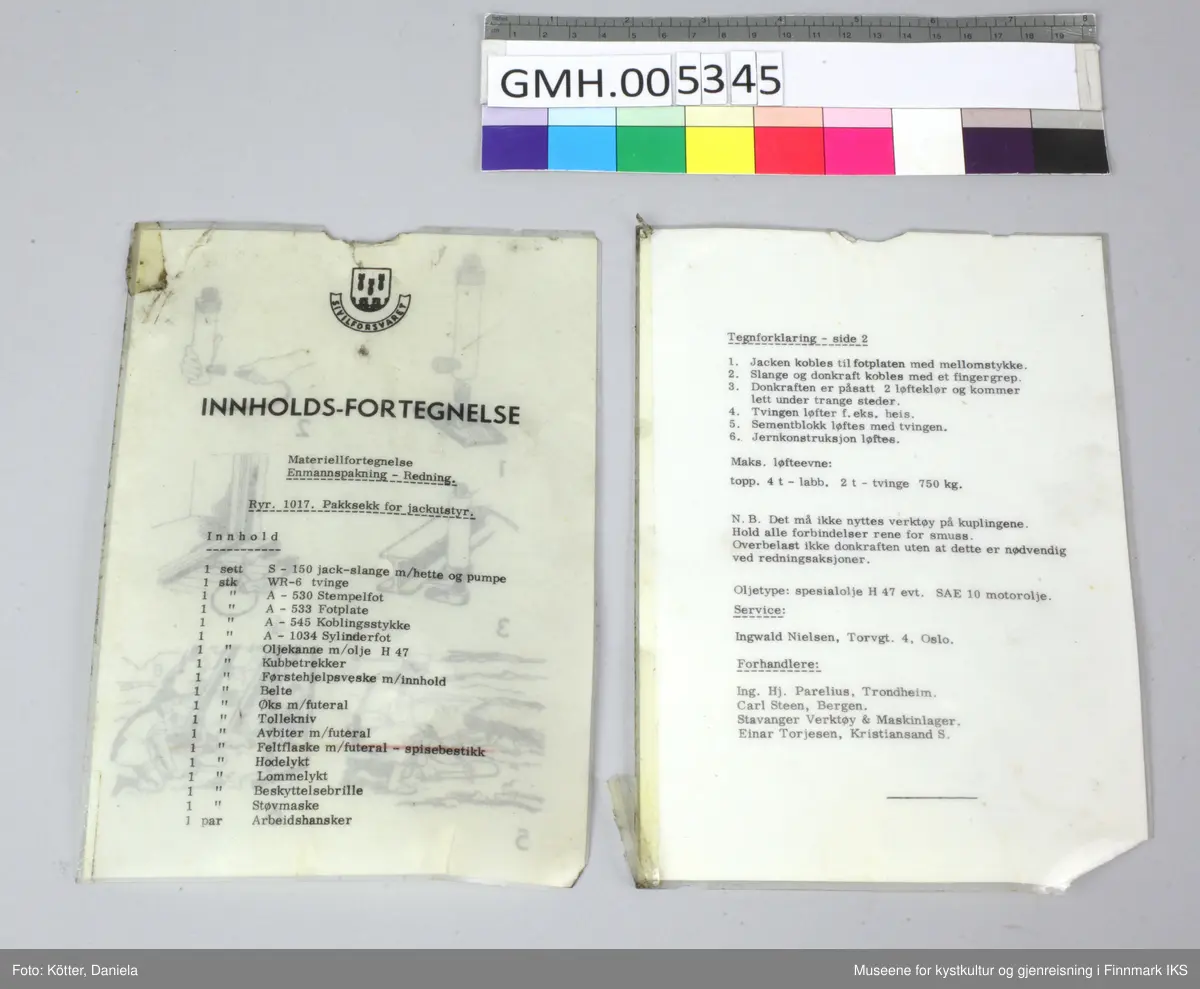 GMH.005345
SIVILFORSVARET
INNHOLDS-FORTEGNELSE
Materiellfortegnelse
Enmannspakning - Redning.
Ryr. 1017. Pakksekk for jackutstyr.
Innhold
1 sett S - 150 jack-slange m/hette og pumpe
1 stk WR-6 tvinge
1 " A - 530 Stempelfot
1 " A - 533 Fotplate
1 " A - 545 Koblingsstykke
1 " A - 1034 Sylinderfot
1 " Oljekanne m/olje H 47
1 " Kubbetrekker
1 " Førstehjelpsveske m/innhold
1 " Belte
1 " Øks m/futeral
1 " Tollekniv
1 " Avbiter m/futeral
1 " Feltflaske m/futeral - spisebestikk
1 " Hodelykt
1 " Lommelykt
1 " Beskyttelsebrille
1 " Støvmaske
1 par Arbeidshansker
Tegnforklaring - side 2
1. Jacken kobles til fotplaten med mellomstykke.
2. Slange og donkraft kobles med et fingergrep.
3. Donkraften er påsatt 2 løfteklør og kommer
lett under trange steder.
4. Tvingen løfter f. eks. heis.
5. Sementblokk løftes med tvingen.
6. Jernkonstruksjon løftes.
Maks. løfteevne:
topp. 4 t - labb. 2 t - tvinge 750 kg.
N. B. Det må ikke nyttes verktøy på kuplingene.
Hold alle forbindelser rene for smuss.
Overbelast ikke donkraften uten at dette er nødvendig
ved redningsaksjoner.
Oljetype: spesialolje H 47 evt. SAE 10 motorolje.
Service:
Ingwald Nielsen, Torvgt. 4, Oslo.
Forhandlere:
Ing. Hj. Parelius, Trondheim.
Carl Steen, Bergen.
Stavanger Verktøy & Maskinlager.
Einar Torjesen, Kristiansand S.
Foto: Kötter, Daniela
Museene for kystkultur og gjenreisning i Finnmark IKS